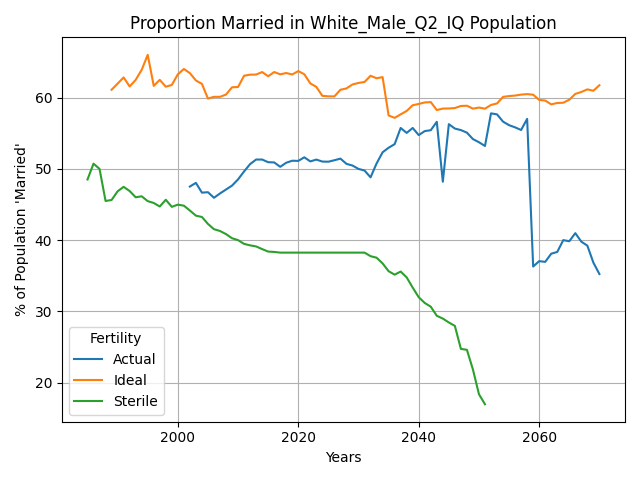 Proportion Married in White_Male_Q2_IQ Population
% of Population 'Married'
60
50
40
30
20
Fertility
Actual
Ideal
Sterile
2000
2020
2040
2060
Years